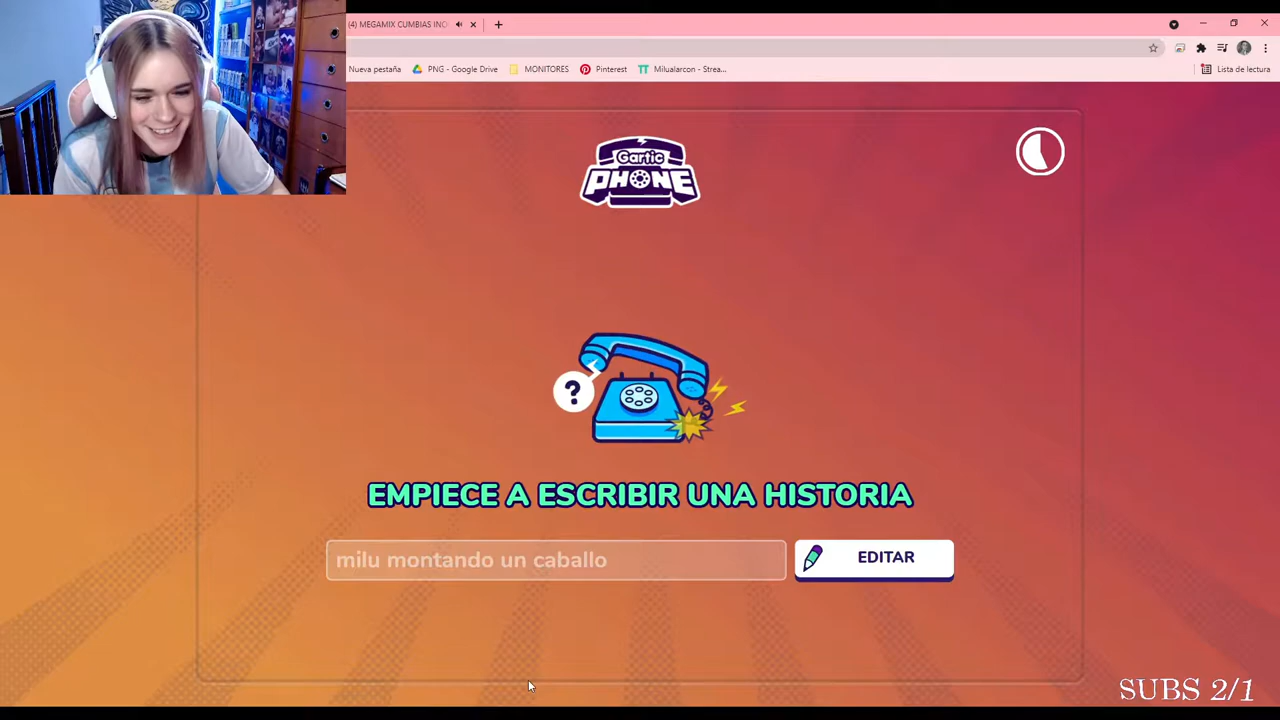 (4) MEGAMIX CUMBIAS INO
Nueva pestaña
PNG - Google Drive
MONITORES
Pinterest
Milualarcon - Strea...
Lista de lectura
Gartic
PHONE
?
EMPIECE A ESCRIBIR UNA HISTORIA
milu montando un caballo
EDITAR
SUBS 2/1